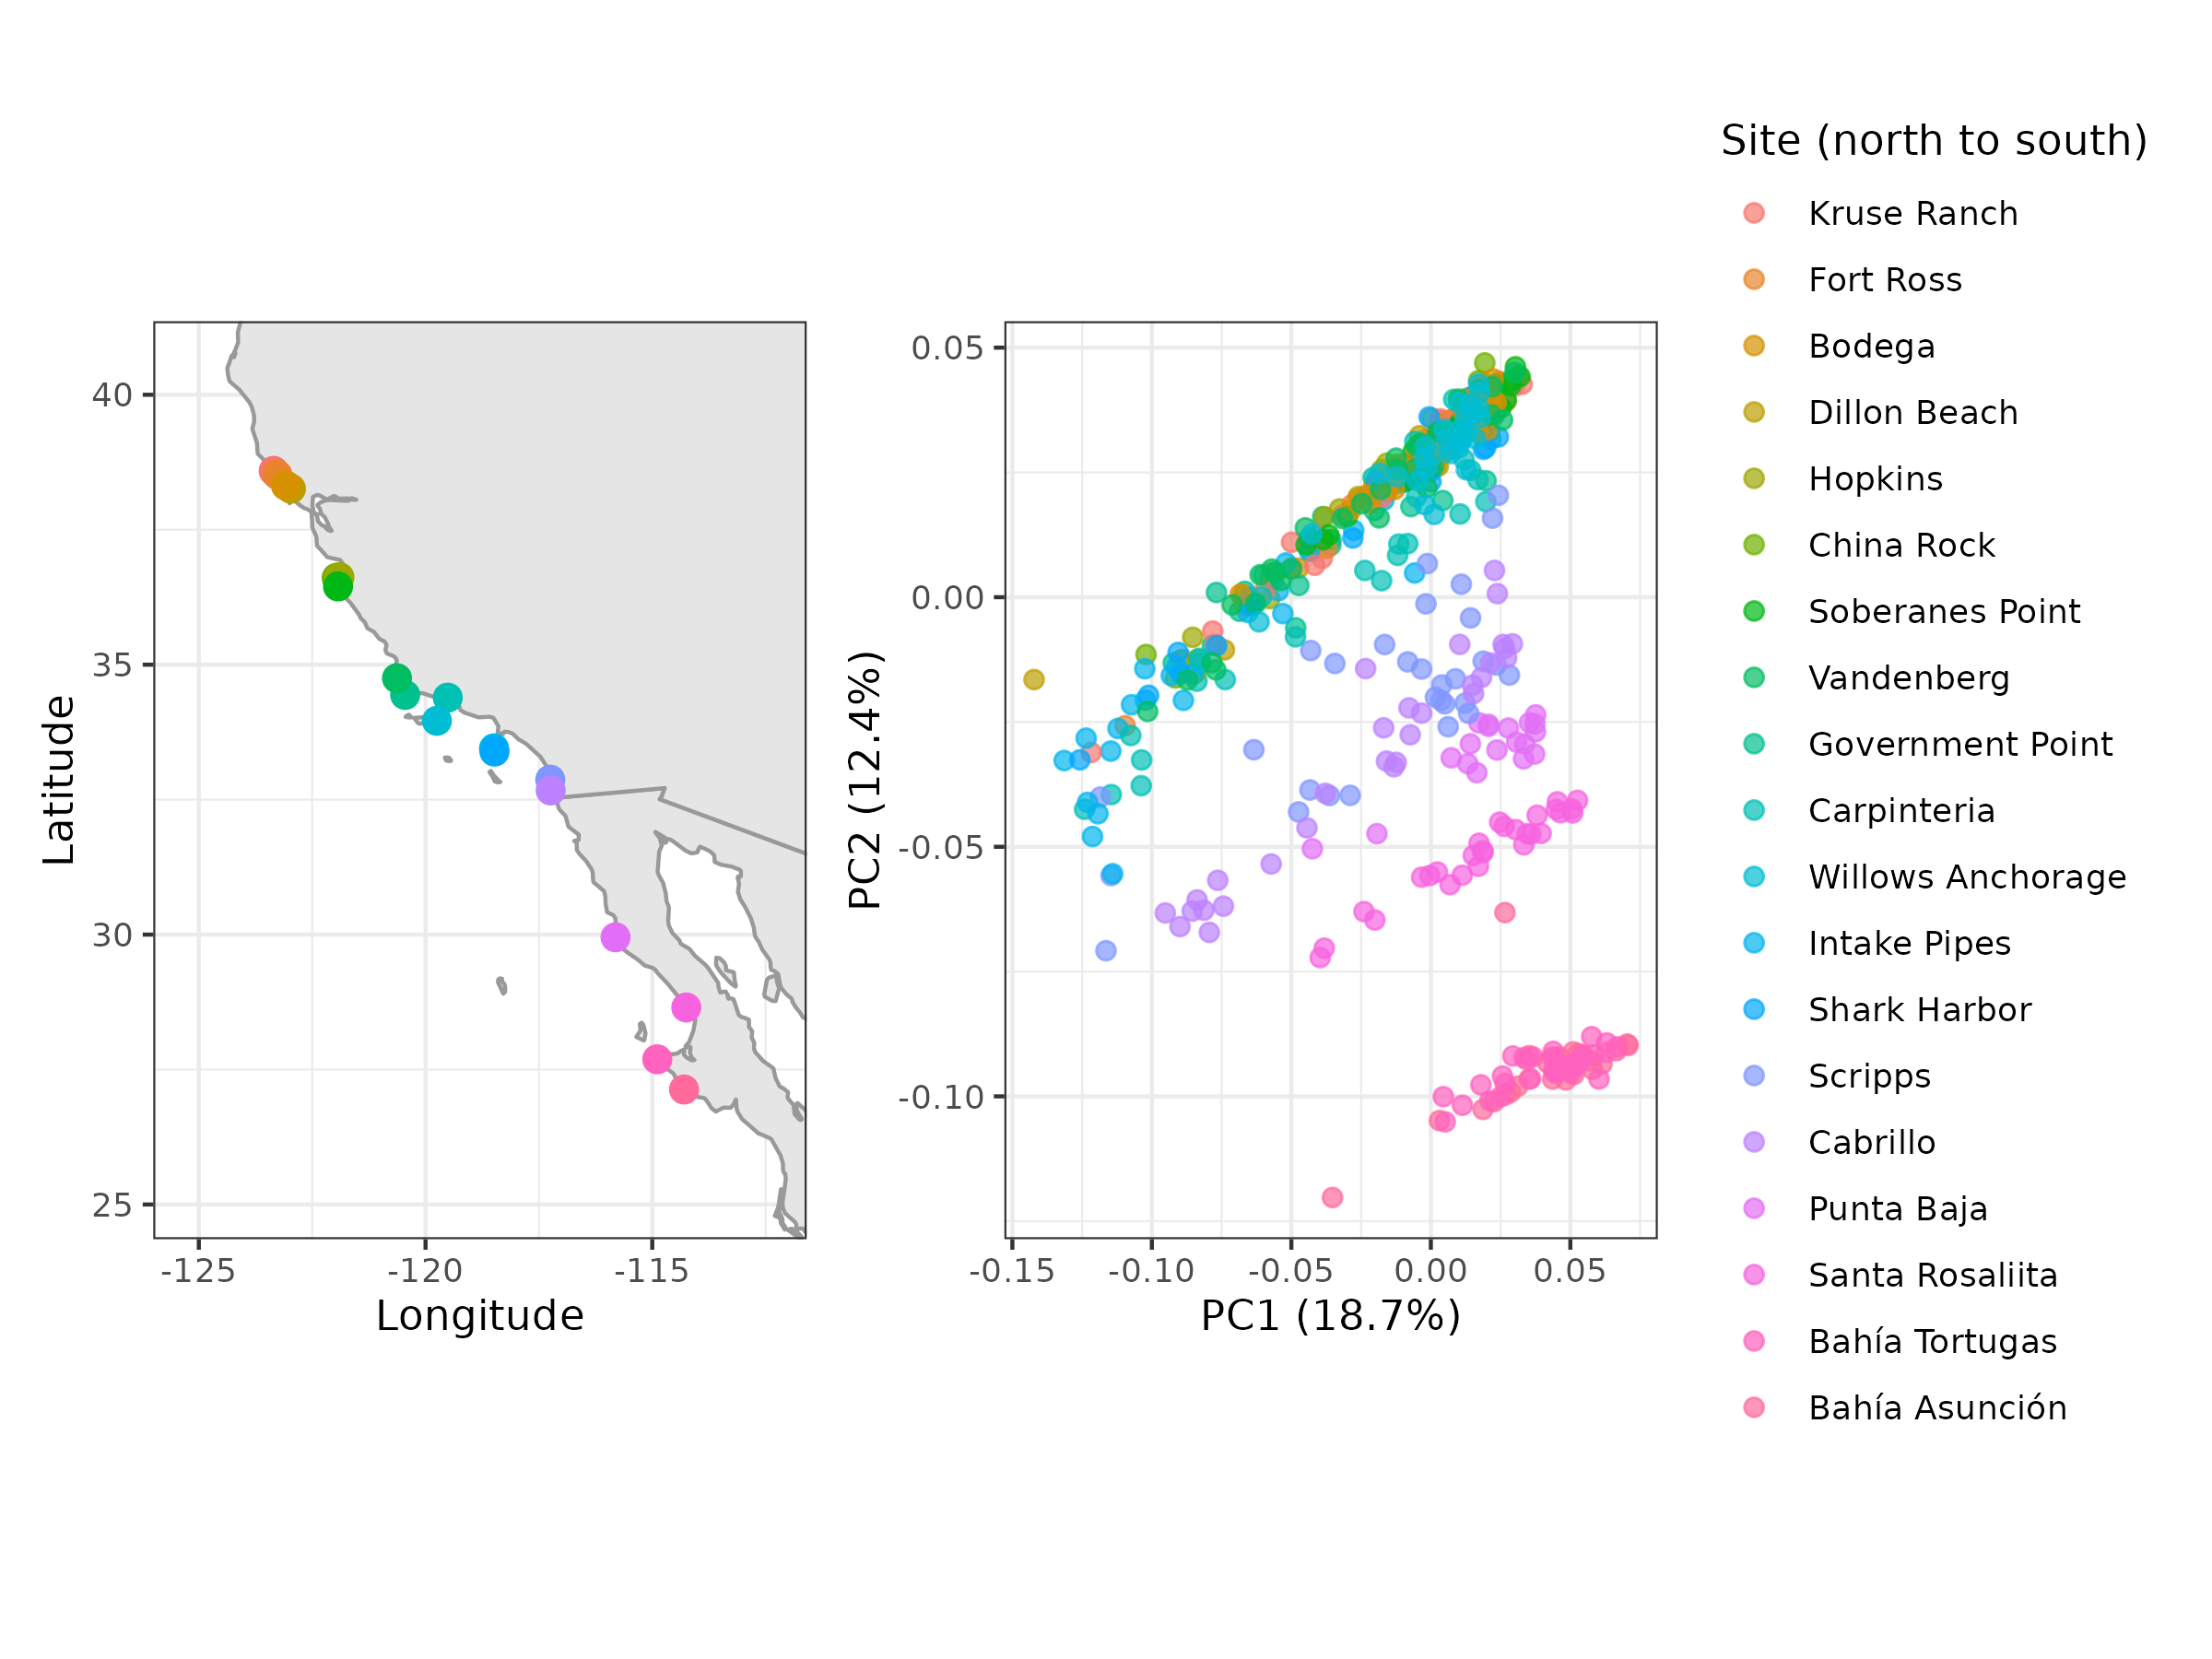 Site (north to south)
Kruse Ranch
Fort Ross
Bodega
Dillon Beach
Hopkins
China Rock
Soberanes Point
Vandenberg
Government Point
Carpinteria
Willows Anchorage
Intake Pipes
Shark Harbor
Scripps
Cabrillo
Punta Baja
Santa Rosaliita
Bahía Tortugas
Bahía Asunción
Latitude
40
35
30
25
-125
-120
-115
Longitude
PC2 (12.4%)
0.05
0.00
-0.05
-0.10
-0.15
-0.10
-0.05
0.00
0.05
PC1 (18.7%)